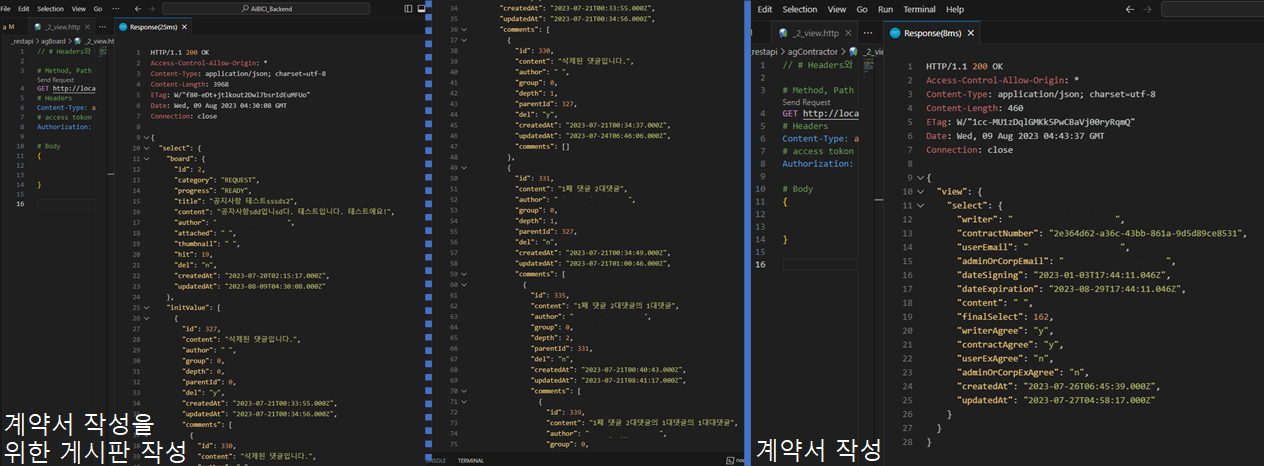 File Edit Selection View Go ··· AiBICI_Backend
M _2_view.http Response(25ms) ×
_restapi > agBoard > _2_view.htt
1 // # Headers와
2
3 # Method, Path
Send Request
4 GET http://loca
5 # Headers
6 Content-Type: a
7 # access tokon
8 Authorization:
9
10 # Body
11 {
12
13
14 }
15
16
1 HTTP/1.1 200 OK
2 Access-Control-Allow-Origin: *
3 Content-Type: application/json; charset=utf-8
4 Content-Length: 3968
5
6 Date: Wed, 09 Aug 2023 04:30:08 GMT
7 Connection: close
8
9 {
10 "select": {
11 "board": {
12 "id": 2,
13 "category": "REQUEST",
14 "progress": "READY",
15 "title": "공지사항 테스트sssds2",
16 "content": "공지사항sdd입니sd다. 테스트입니다. 테스트에요!",
17 "author": " ",
18 "attached": " ",
19 "thumbnail": " ",
20 "hit": 19,
21 "del": "n",
22 "createdAt": "2023-07-20T02:15:17.000Z",
23 "updatedAt": "2023-08-09T04:30:08.000Z"
24 },
25 "initValue": [
26 {
27 "id": 327,
28 "content": "삭제된 댓글입니다.",
29 "author": " ",
30 "group": 0,
31 "depth": 0,
32 "parentId": 0,
33 "del": "y",
34 "createdAt": "2023-07-21T00:33:55.000Z",
35 "updatedAt": "2023-07-21T00:34:56.000Z",
36 "comments": [
37 {
38 "id": 330,
39 "content": "삭제된 댓글입니다.",
계약서 작성을
위한 게시판 작성
34 "createdAt": "2023-07-21T00:33:55.000Z",
35 "updatedAt": "2023-07-21T00:34:56.000Z",
36 "comments": [
37 {
38 "id": 330,
39 "content": "삭제된 댓글입니다.",
40 "author": " ",
41 "group": 0,
42 "depth": 1,
43 "parentId": 327,
44 "del": "y",
45 "createdAt": "2023-07-21T00:34:37.000Z",
46 "updatedAt": "2023-07-24T06:46:06.000Z",
47 "comments": []
48 },
49 {
50 "id": 331,
51 "content": "1째 댓글 2대댓글",
52 "author": " ",
53 "group": 0,
54 "depth": 1,
55 "parentId": 327,
56 "del": "n",
57 "createdAt": "2023-07-21T00:34:49.000Z",
58 "updatedAt": "2023-07-21T01:00:46.000Z",
59 "comments": [
60 {
61 "id": 335,
62 "content": "1째 댓글 2대댓글의 1대댓글",
63 "author": " ",
64 "group": 0,
65 "depth": 2,
66 "parentId": 331,
67 "del": "n",
68 "createdAt": "2023-07-21T00:40:43.000Z",
69 "updatedAt": "2023-07-21T08:41:17.000Z",
70 "comments": [
71 {
72 "id": 339,
73 "content": "1째 댓글 2대댓글의 1대댓글의 1대대댓글",
74 "author": "
75 "group": 0,
CONSOLE TERMINAL
Edit Selection View Go Run Terminal Help
_2_view.http ··· Response(8ms) ×
restapi > agContractor > _2_vie
1 // # Headers와
2
3 # Method, Path
Send Request
4 GET http://loca
5 # Headers
6 Content-Type: a
7 # access tokon
8 Authorization:
9
10 # Body
11 {
12
13
14 }
15
16
1 HTTP/1.1 200 OK
2 Access-Control-Allow-Origin: *
3 Content-Type: application/json; charset=utf-8
4 Content-Length: 460
5 ETag: W/"1cc-MU1zDqlGMKk5PwCBaVj00ryRqmQ"
6 Date: Wed, 09 Aug 2023 04:43:37 GMT
7 Connection: close
8
9 {
10 "view": {
11 "select": {
12 "writer": " ",
13 "contractNumber": "2e364d62-a36c-43bb-861a-9d5d89ce8531",
14 "userEmail": " ",
15 "adminOrCorpEmail": " ",
16 "dateSigning": "2023-01-03T17:44:11.046Z",
17 "dateExpiration": "2023-08-29T17:44:11.046Z",
18 "content": " ",
19 "finalSelect": 162,
20 "writerAgree": "y",
21 "contractAgree": "y",
22 "userExAgree": "n",
23 "adminOrCorpExAgree": "n",
24 "createdAt": "2023-07-26T06:45:39.000Z",
25 "updatedAt": "2023-07-27T04:58:17.000Z"
26 }
27 }
28 }
계약서 작성